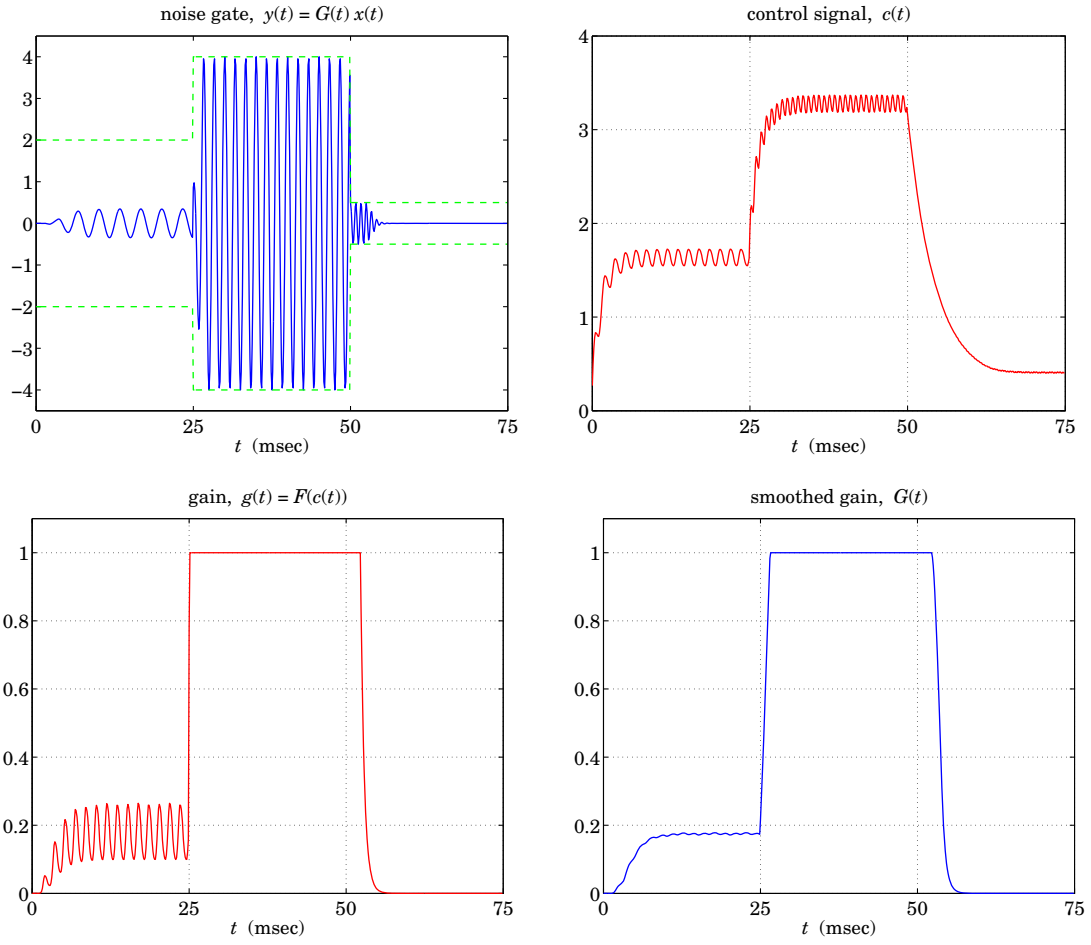 noise gate, y(t) = G(t) x(t)
4
3
2
1
0
−1
−2
−3
−4
0 25 50 75
t (msec)
control signal, c(t)
4
3
2
1
0
0 25 50 75
t (msec)
gain, g(t) = F(c(t))
1
0.8
0.6
0.4
0.2
0
0 25 50 75
t (msec)
smoothed gain, G(t)
1
0.8
0.6
0.4
0.2
0
0 25 50 75
t (msec)